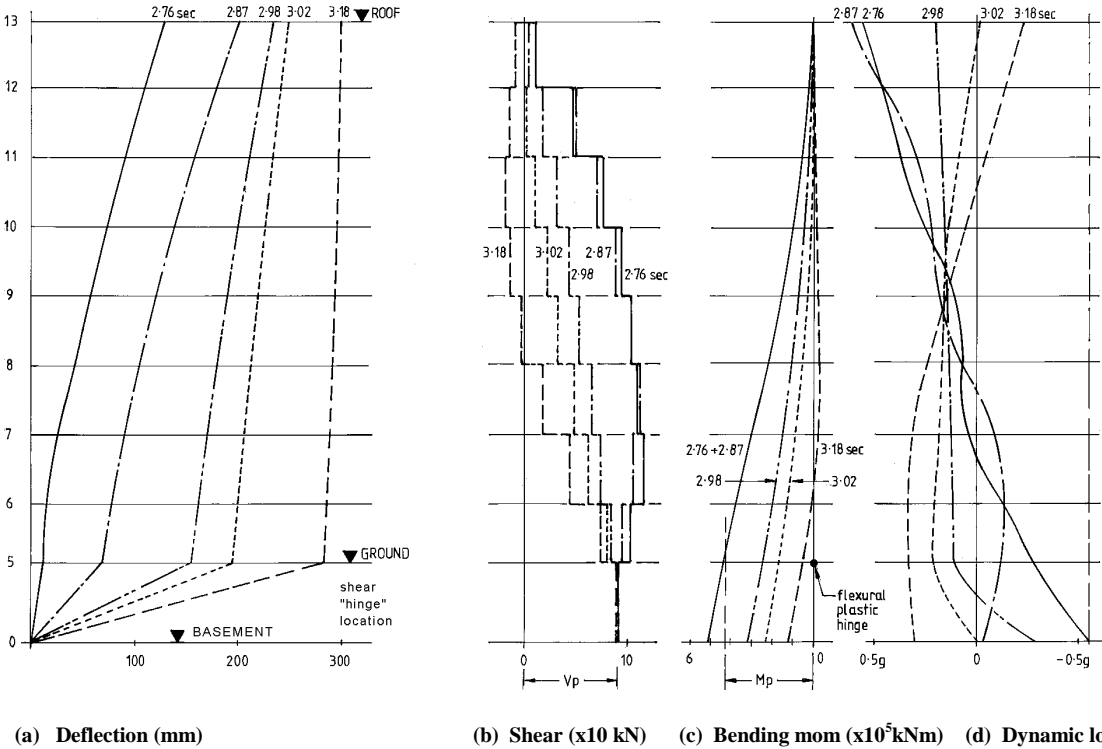 2·76 sec 2·87 2·98 3·02 3·18 ROOF
13
12
11
10
9
8
7
6
5
0
GROUND
shear
"hinge"
location
BASEMENT
0 100 200 300
3·18 3·02 2·87
2·98 2·76 sec
0 10
Vp
2·76+2·87 3·18 sec
2·98 3·02
flexural
plastic
hinge
6 0
Mp
2·87 2·76 2·98 3·02 3·18 sec
0·5g 0 -0·5g
(a) Deflection (mm) (b) Shear (x10 kN) (c) Bending mom (x10⁵kNm) (d) Dynamic lo